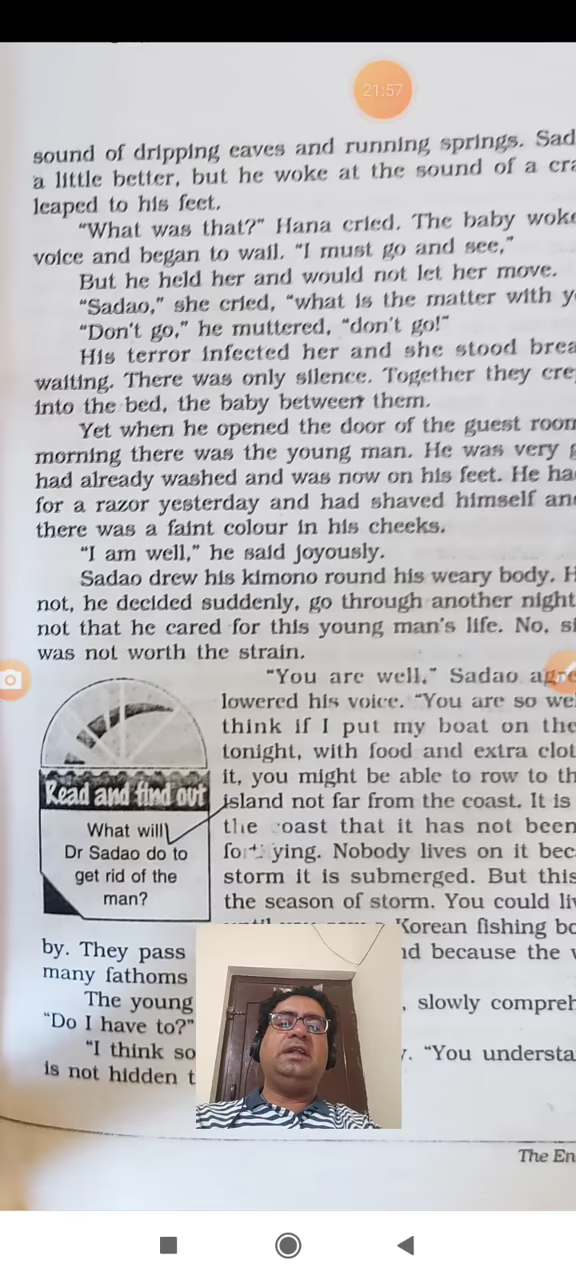 21:57
sound of dripping eaves and running springs. Sad
a little better, but he woke at the sound of a cra
leaped to his feet.
"What was that?" Hana cried. The baby woke
voice and began to wail. "I must go and see,"
But he held her and would not let her move.
"Sadao," she cried, "what is the matter with y
"Don't go," he muttered, "don't go!"
His terror infected her and she stood brea
waiting. There was only silence. Together they cre
into the bed, the baby between them.
Yet when he opened the door of the guest room
morning there was the young man. He was very g
had already washed and was now on his feet. He ha
for a razor yesterday and had shaved himself an
there was a faint colour in his cheeks.
"I am well," he said joyously.
Sadao drew his kimono round his weary body. H
not, he decided suddenly, go through another night
not that he cared for this young man's life. No, si
was not worth the strain.
"You are well," Sadao agre
lowered his voice. "You are so we
think if I put my boat on the
tonight, with food and extra clot
it, you might be able to row to th
island not far from the coast. It is
the oast that it has not been
fo ying. Nobody lives on it bec
storm it is submerged. But this
the season of storm. You could li
Korean fishing bo
Read and find out
What will
Dr Sadao do to
get rid of the
man?
by. They pass nd because the w
many fathoms
The young , slowly compreh
"Do I have to?"
"I think so y. "You understa
is not hidden t
The En